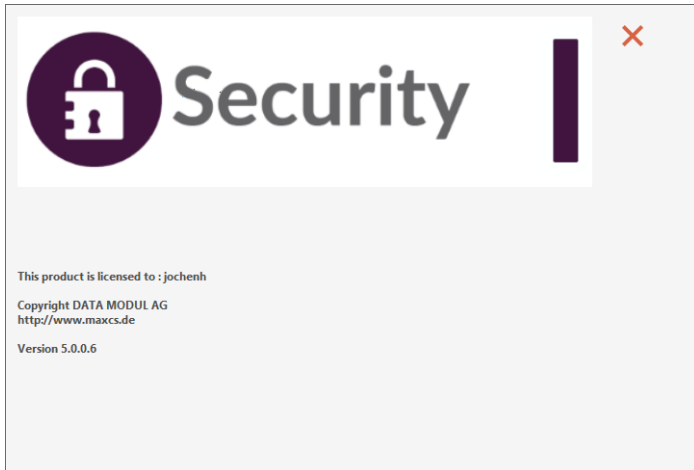 Security
This product is licensed to : jochenh
Copyright DATA MODUL AG
http://www.maxcs.de
Version 5.0.0.6